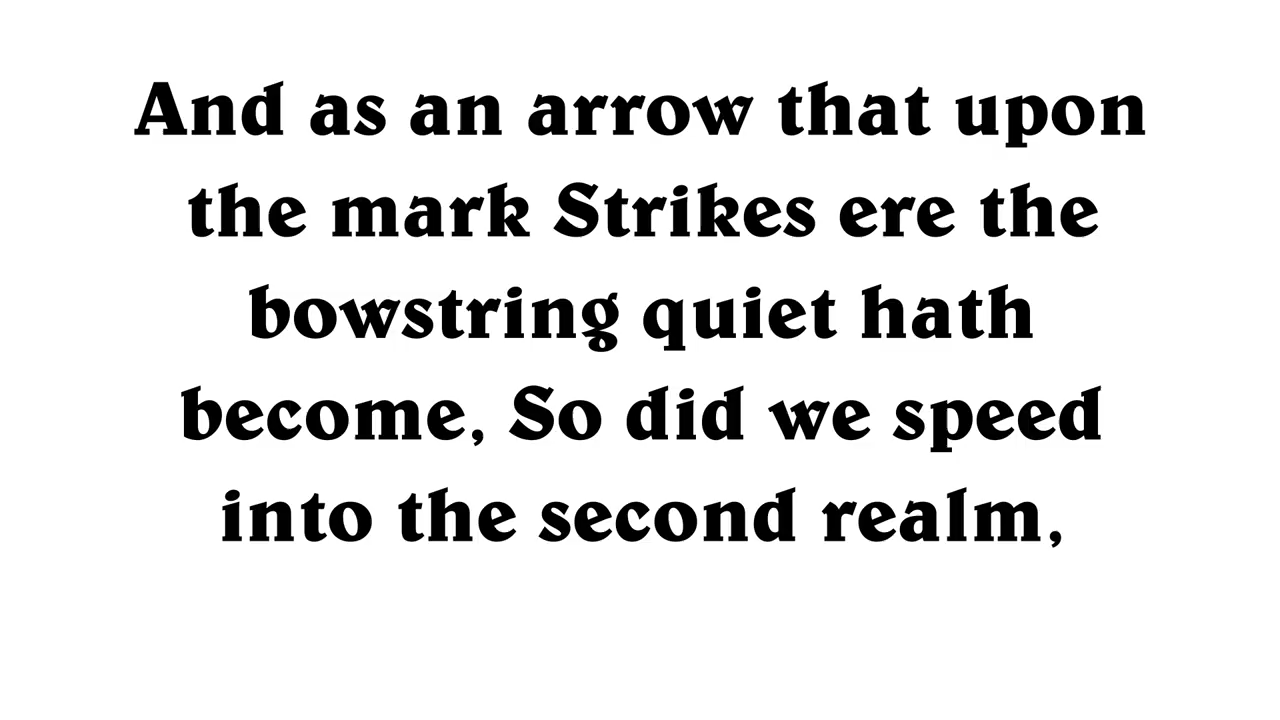 And as an arrow that upon
the mark Strikes ere the
bowstring quiet hath
become, So did we speed
into the second realm,